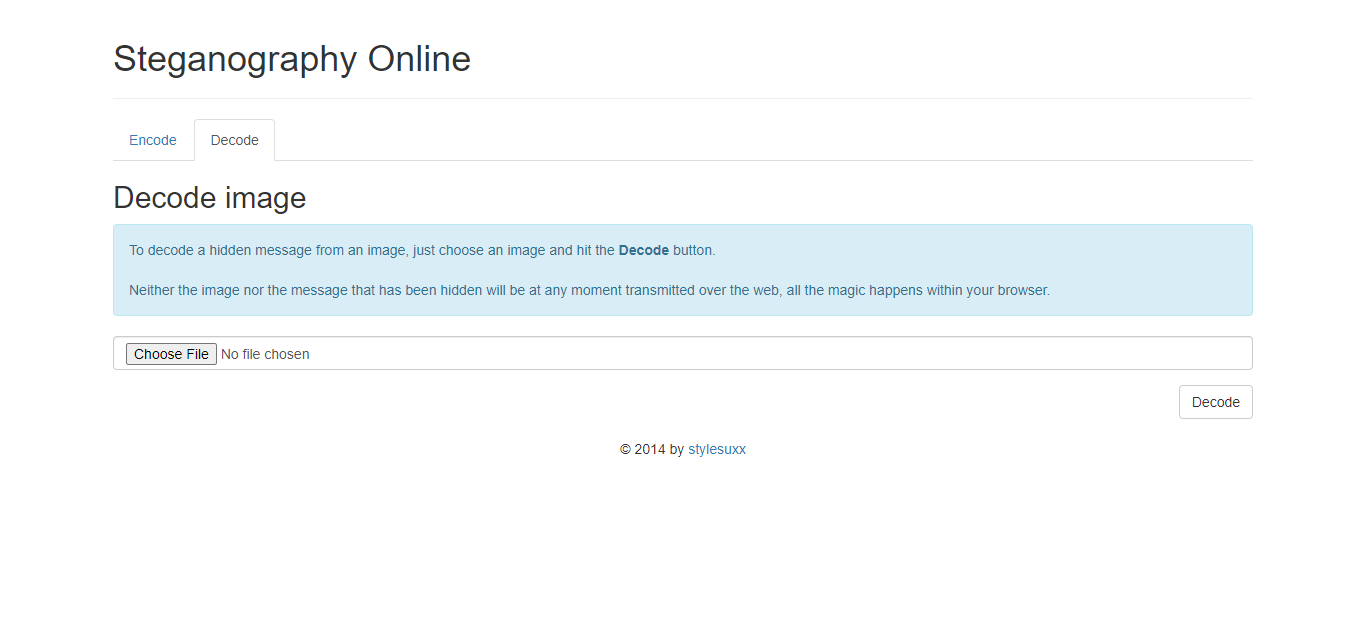 Steganography Online
Encode Decode
Decode image
To decode a hidden message from an image, just choose an image and hit the Decode button.
Neither the image nor the message that has been hidden will be at any moment transmitted over the web, all the magic happens within your browser.
Choose File No file chosen
Decode
© 2014 by stylesuxx